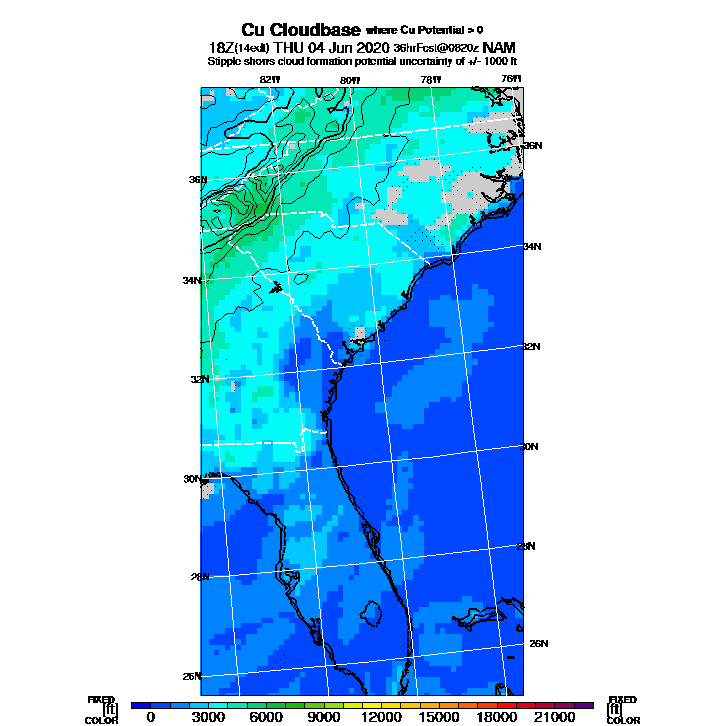 Cu Cloudbase where Cu Potential > 0
18Z(14edt) THU 04 Jun 2020 36hrFcst@0820z NAM
Stipple shows cloud formation potential uncertainty of +/- 1000 ft
82W 80W 78W 76W
36N
36N
34N
34N
32N
32N
30N
30N
28N
28N
26N
26N
FIXED FIXED
[ft] [ft]
COLOR 0 3000 6000 9000 12000 15000 18000 21000 COLOR